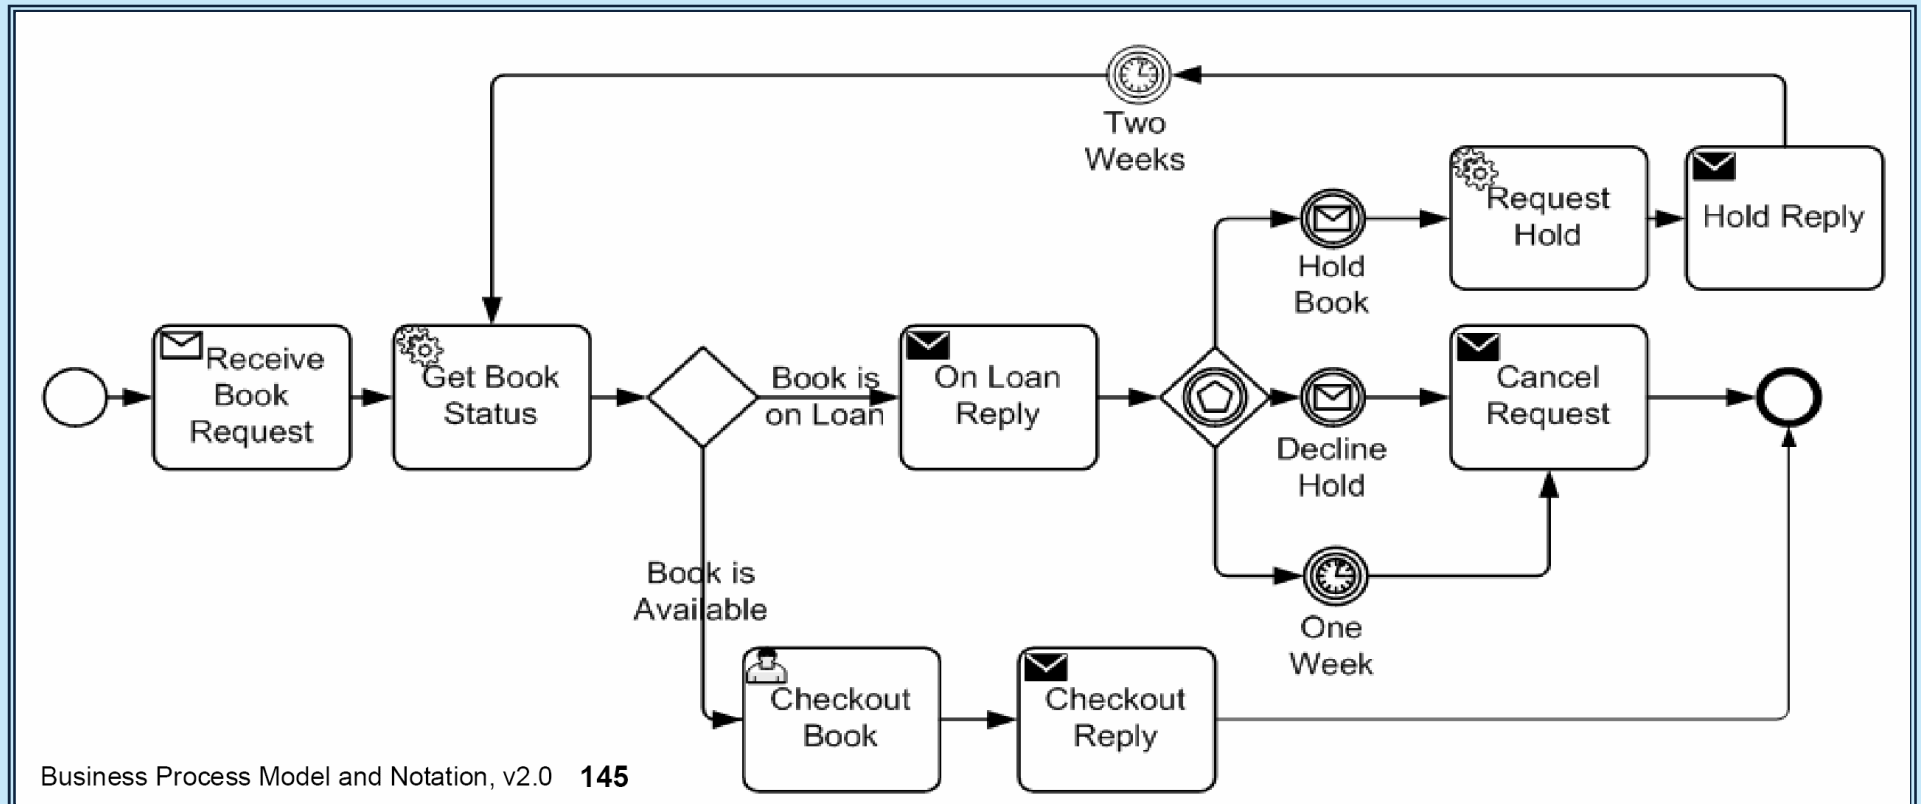 Two
Weeks
Request
Hold
Hold Reply
Hold
Book
Receive
Book
Request
Get Book
Status
Book is
on Loan
On Loan
Reply
Decline
Hold
Cancel
Request
Book is
Available
One
Week
Checkout
Book
Checkout
Reply
Business Process Model and Notation, v2.0 145